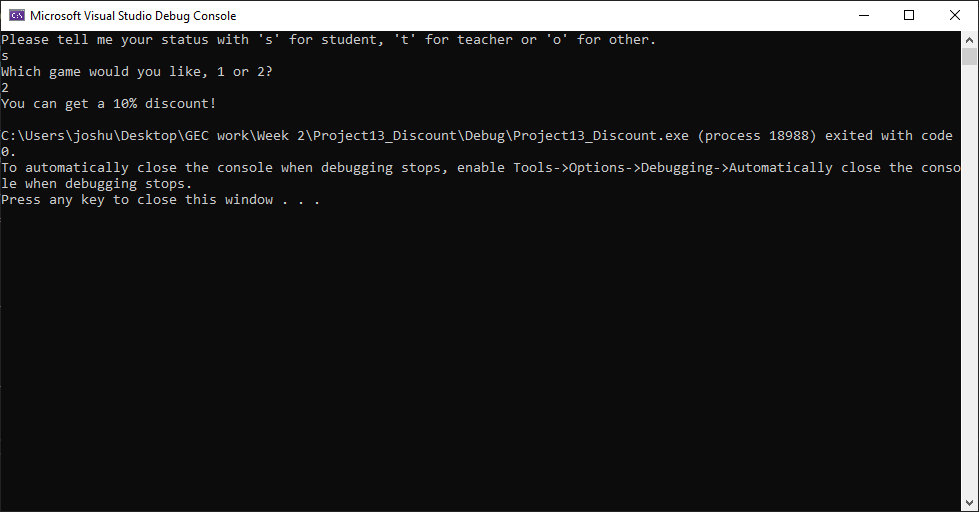 Microsoft Visual Studio Debug Console
Please tell me your status with 's' for student, 't' for teacher or 'o' for other.
s
Which game would you like, 1 or 2?
2
You can get a 10% discount!
C:\Users\joshu\Desktop\GEC work\Week 2\Project13_Discount\Debug\Project13_Discount.exe (process 18988) exited with code
0.
To automatically close the console when debugging stops, enable Tools->Options->Debugging->Automatically close the conso
le when debugging stops.
Press any key to close this window . . .